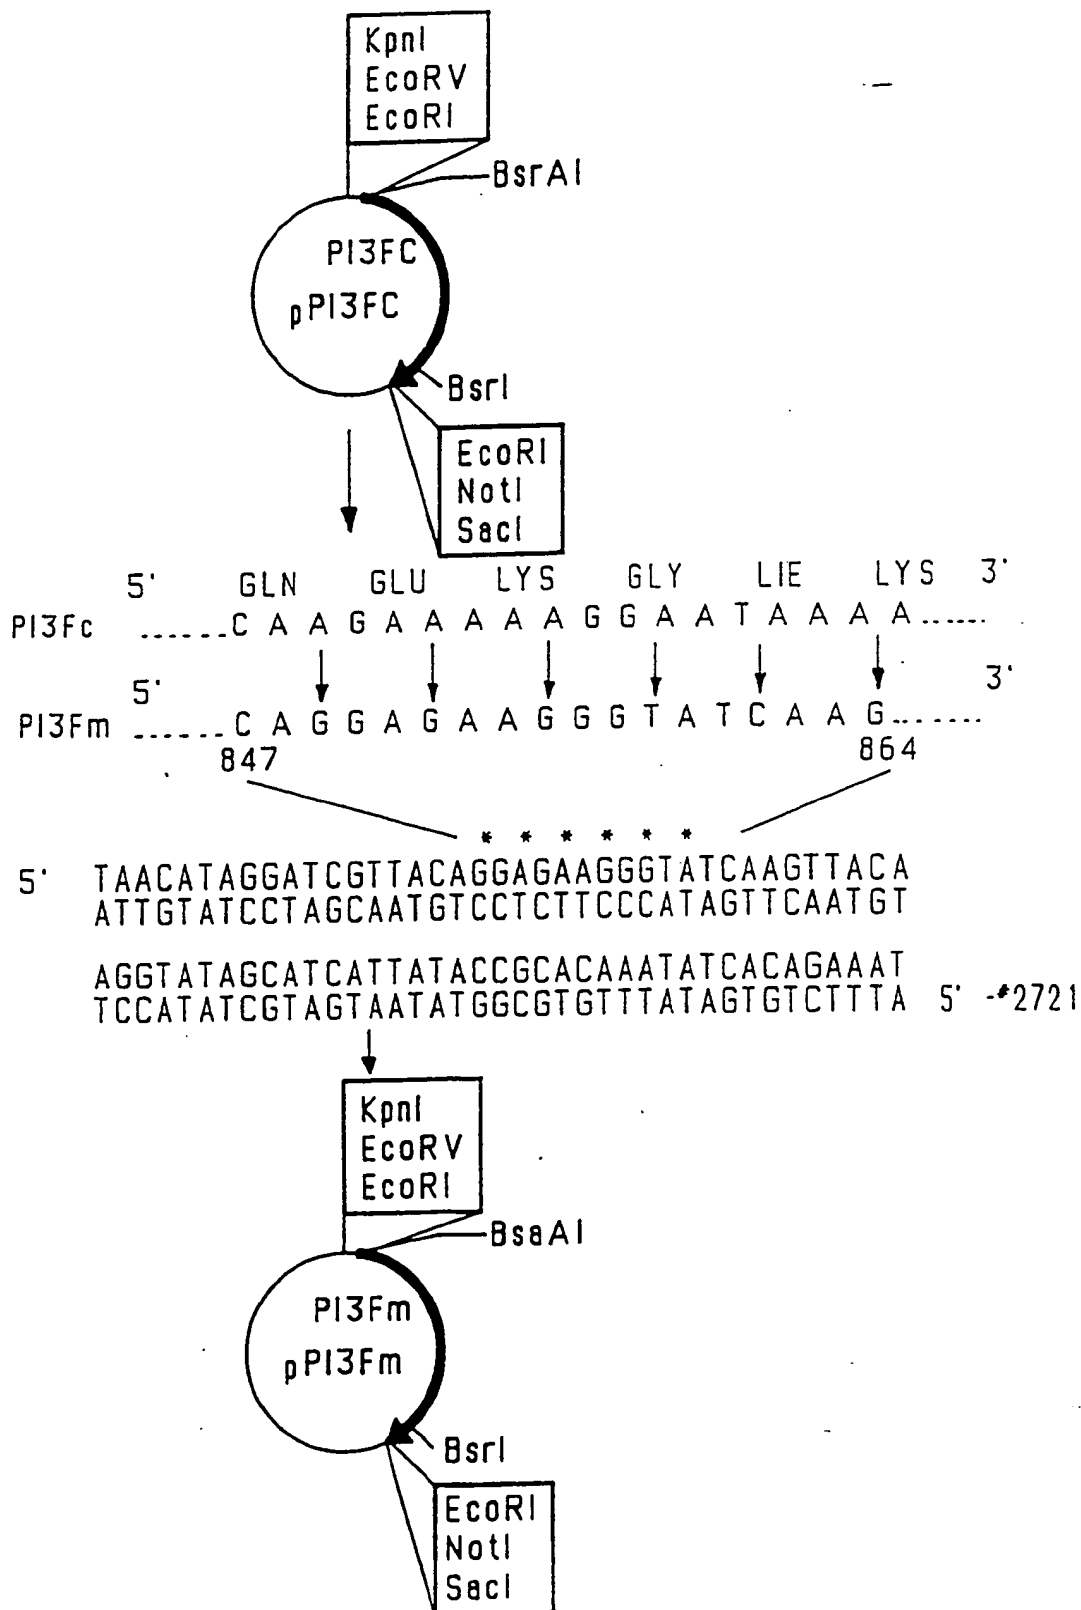 KpnI
EcoRV
EcoRI
BsrAI
PI3FC
pPI3FC
BsrI
EcoRI
NotI
SacI
5' GLN GLU LYS GLY LIE LYS 3'
PI3Fc ......C A A G A A A A A G G A A T A A A A......
5' 3'
PI3Fm ......C A G G A G A A G G G T A T C A A G......
847 864
* * * * * *
5' TAACATAGGATCGTTACAGGAGAAGGGTATCAAGTTACA
ATTGTATCCTAGCAATGTCCTCTTCCCATAGTTCAATGT
AGGTATAGCATCATTATACCGCACAAATATCACAGAAAT
TCCATATCGTAGTAATATGGCGTGTTTATAGTGTCTTTA 5' -#2721
KpnI
EcoRV
EcoRI
BsaAI
PI3Fm
pPI3Fm
BsrI
EcoRI
NotI
SacI